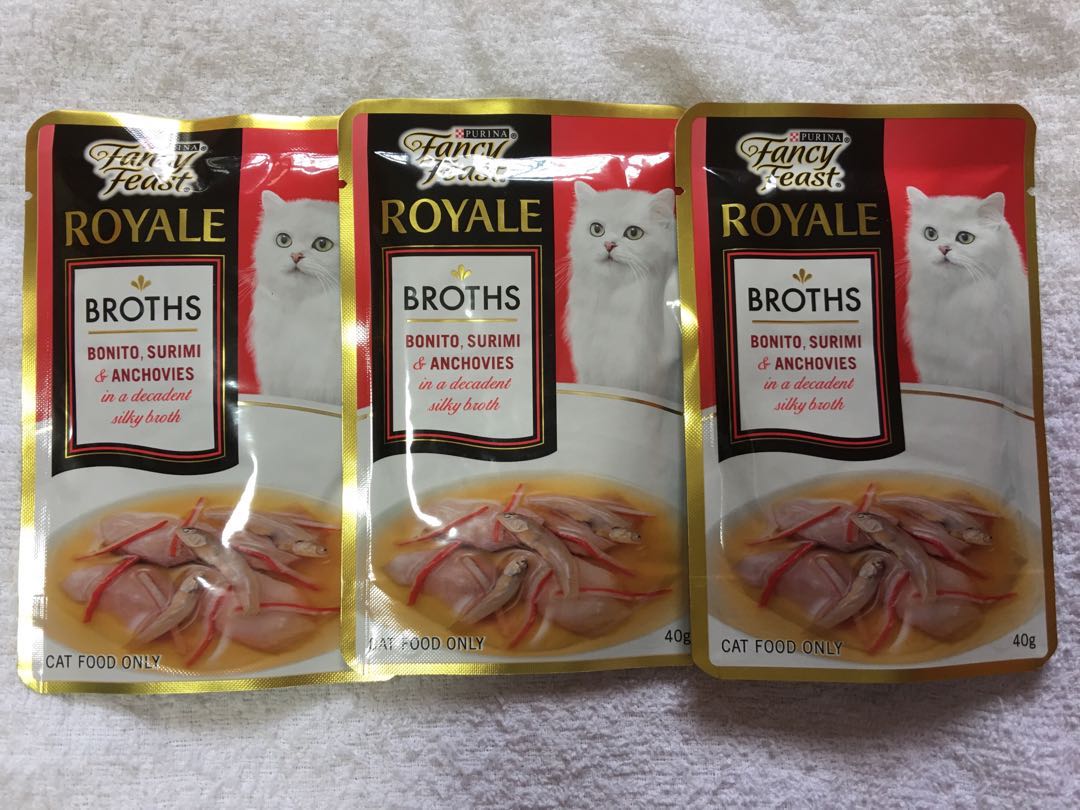 PURINA
Fancy
Feast
ROYALE
BROTHS
BONITO, SURIMI
& ANCHOVIES
in a decadent
silky broth
CAT FOOD ONLY
PURINA
Fancy
Feast
ROYALE
BROTHS
BONITO, SURIMI
& ANCHOVIES
in a decadent
silky broth
CAT FOOD ONLY
40g
PURINA
Fancy
Feast
ROYALE
BROTHS
BONITO, SURIMI
& ANCHOVIES
in a decadent
silky broth
CAT FOOD ONLY
40g